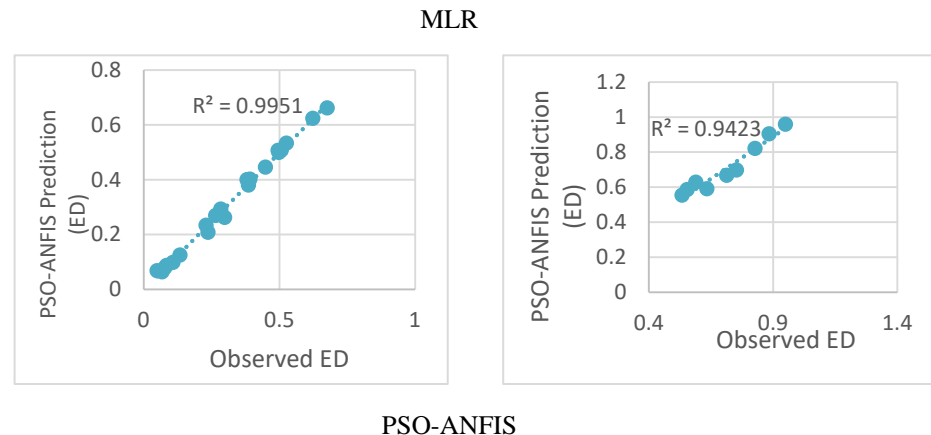 MLR
0.8
0.6
0.4
0.2
0
0
0.5
1
R² = 0.9951
PSO-ANFIS Prediction
(ED)
Observed ED
1.2
1
0.8
0.6
0.4
0.2
0
0.4
0.9
1.4
R² = 0.9423
PSO-ANFIS Prediction
(ED)
Observed ED
PSO-ANFIS